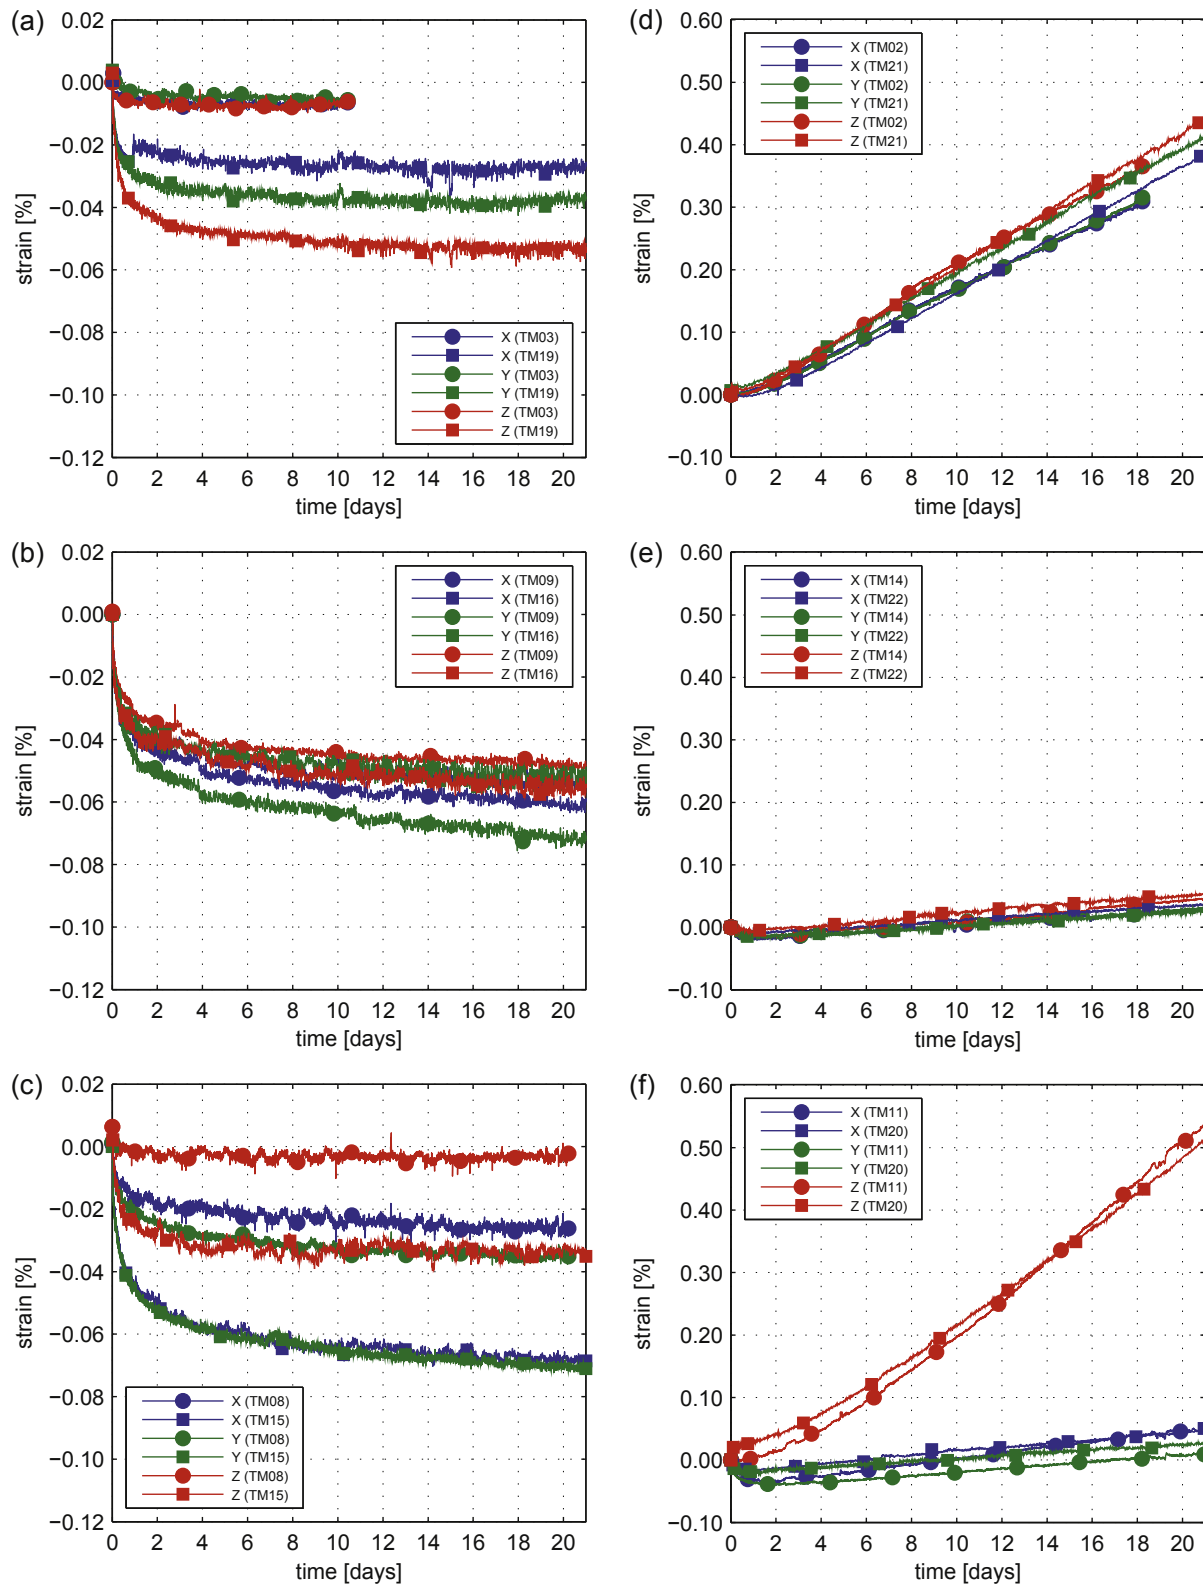 (a)
0.02
0.00
−0.02
−0.04
−0.06
−0.08
−0.10
−0.12
strain [%]
X (TM03)
X (TM19)
Y (TM03)
Y (TM19)
Z (TM03)
Z (TM19)
0 2 4 6 8 10 12 14 16 18 20
time [days]
(d)
0.60
0.50
0.40
0.30
0.20
0.10
0.00
−0.10
strain [%]
X (TM02)
X (TM21)
Y (TM02)
Y (TM21)
Z (TM02)
Z (TM21)
0 2 4 6 8 10 12 14 16 18 20
time [days]
(b)
0.02
0.00
−0.02
−0.04
−0.06
−0.08
−0.10
−0.12
strain [%]
X (TM09)
X (TM16)
Y (TM09)
Y (TM16)
Z (TM09)
Z (TM16)
0 2 4 6 8 10 12 14 16 18 20
time [days]
(e)
0.60
0.50
0.40
0.30
0.20
0.10
0.00
−0.10
strain [%]
X (TM14)
X (TM22)
Y (TM14)
Y (TM22)
Z (TM14)
Z (TM22)
0 2 4 6 8 10 12 14 16 18 20
time [days]
(c)
0.02
0.00
−0.02
−0.04
−0.06
−0.08
−0.10
−0.12
strain [%]
X (TM08)
X (TM15)
Y (TM08)
Y (TM15)
Z (TM08)
Z (TM15)
0 2 4 6 8 10 12 14 16 18 20
time [days]
(f)
0.60
0.50
0.40
0.30
0.20
0.10
0.00
−0.10
strain [%]
X (TM11)
X (TM20)
Y (TM11)
Y (TM20)
Z (TM11)
Z (TM20)
0 2 4 6 8 10 12 14 16 18 20
time [days]